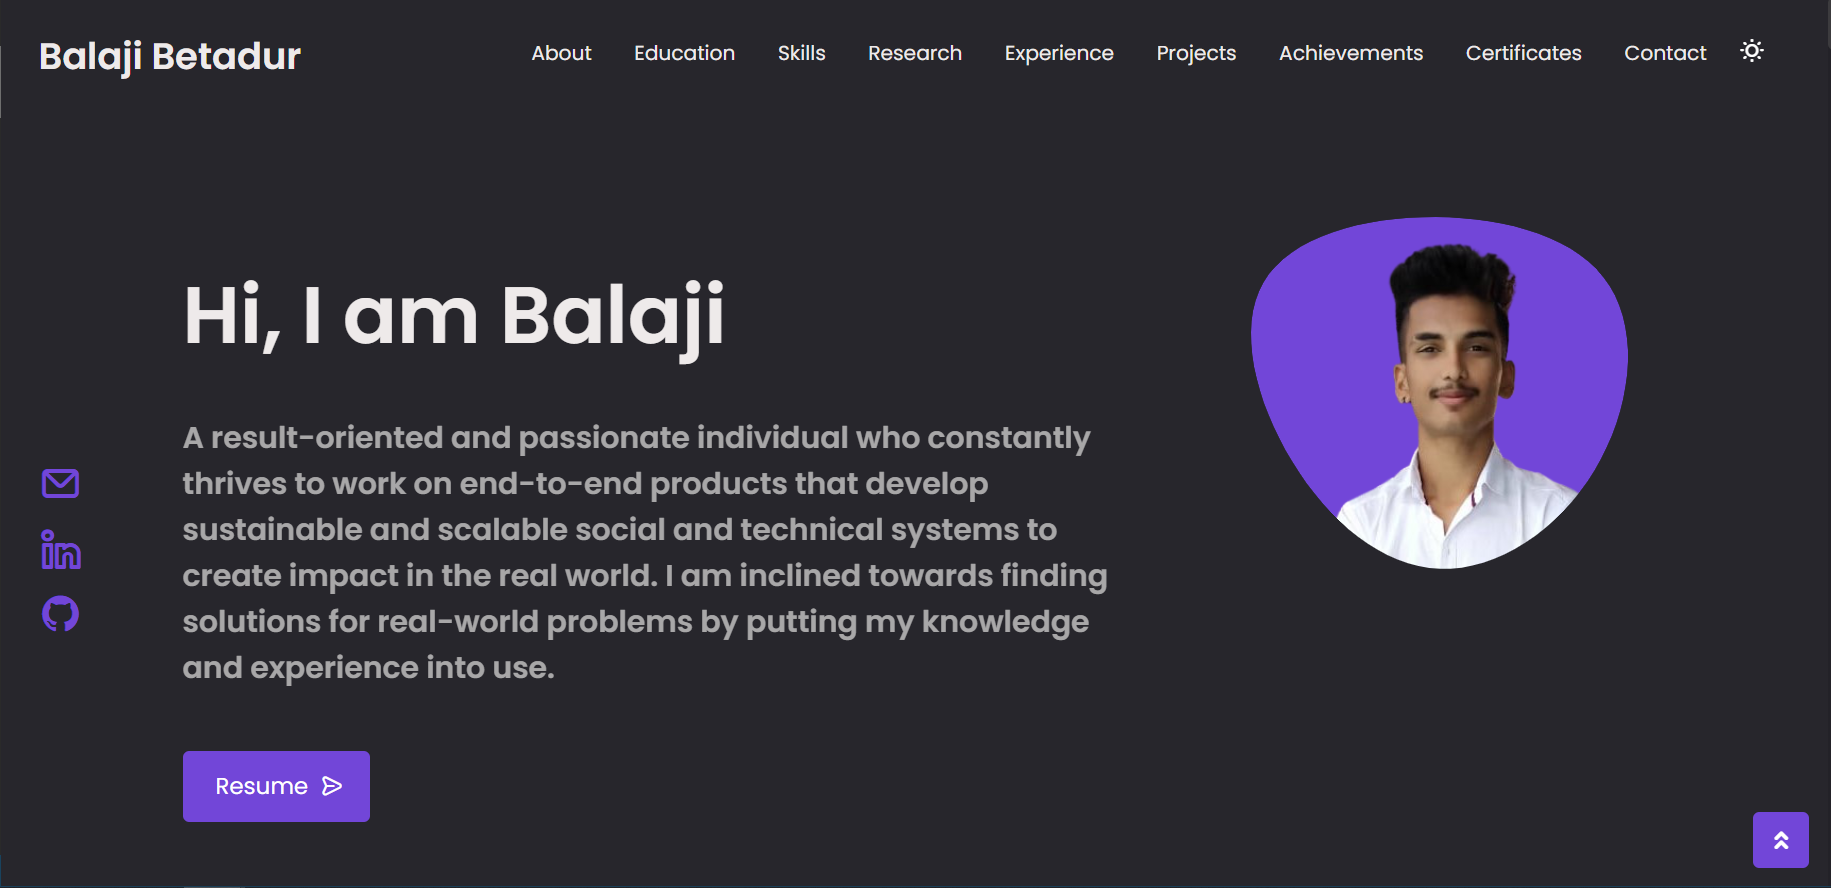 Balaji Betadur
About Education Skills Research Experience Projects Achievements Certificates Contact
Hi, I am Balaji
A result-oriented and passionate individual who constantly
thrives to work on end-to-end products that develop
sustainable and scalable social and technical systems to
create impact in the real world. I am inclined towards finding
solutions for real-world problems by putting my knowledge
and experience into use.
in
Resume